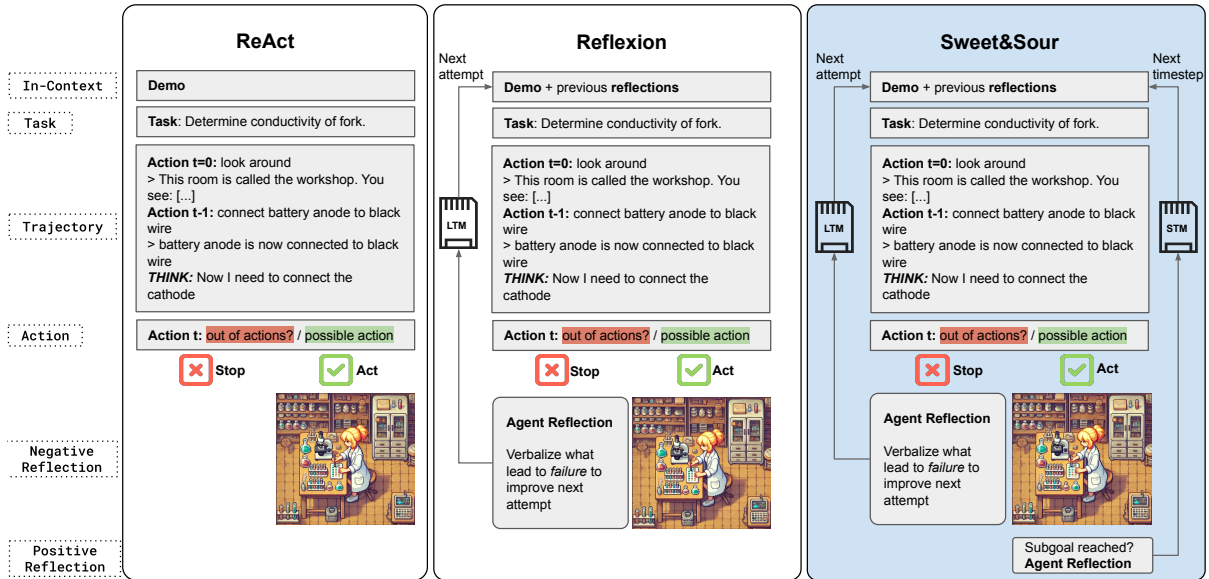 ReAct
Reflexion
Sweet&Sour
In-Context
Task
Trajectory
Action
Negative
Reflection
Positive
Reflection
Demo
Task: Determine conductivity of fork.
Action t=0: look around
> This room is called the workshop. You
see: [...]
Action t-1: connect battery anode to black
wire
> battery anode is now connected to black
wire
THINK: Now I need to connect the
cathode
Action t: out of actions? / possible action
Stop
Act
Next
attempt
Demo + previous reflections
Task: Determine conductivity of fork.
LTM
Action t=0: look around
> This room is called the workshop. You
see: [...]
Action t-1: connect battery anode to black
wire
> battery anode is now connected to black
wire
THINK: Now I need to connect the
cathode
Action t: out of actions? / possible action
Stop
Act
Agent Reflection
Verbalize what
lead to failure to
improve next
attempt
Next
attempt
Next
timestep
Demo + previous reflections
Task: Determine conductivity of fork.
LTM
STM
Action t=0: look around
> This room is called the workshop. You
see: [...]
Action t-1: connect battery anode to black
wire
> battery anode is now connected to black
wire
THINK: Now I need to connect the
cathode
Action t: out of actions? / possible action
Stop
Act
Agent Reflection
Verbalize what
lead to failure to
improve next
attempt
Subgoal reached?
Agent Reflection